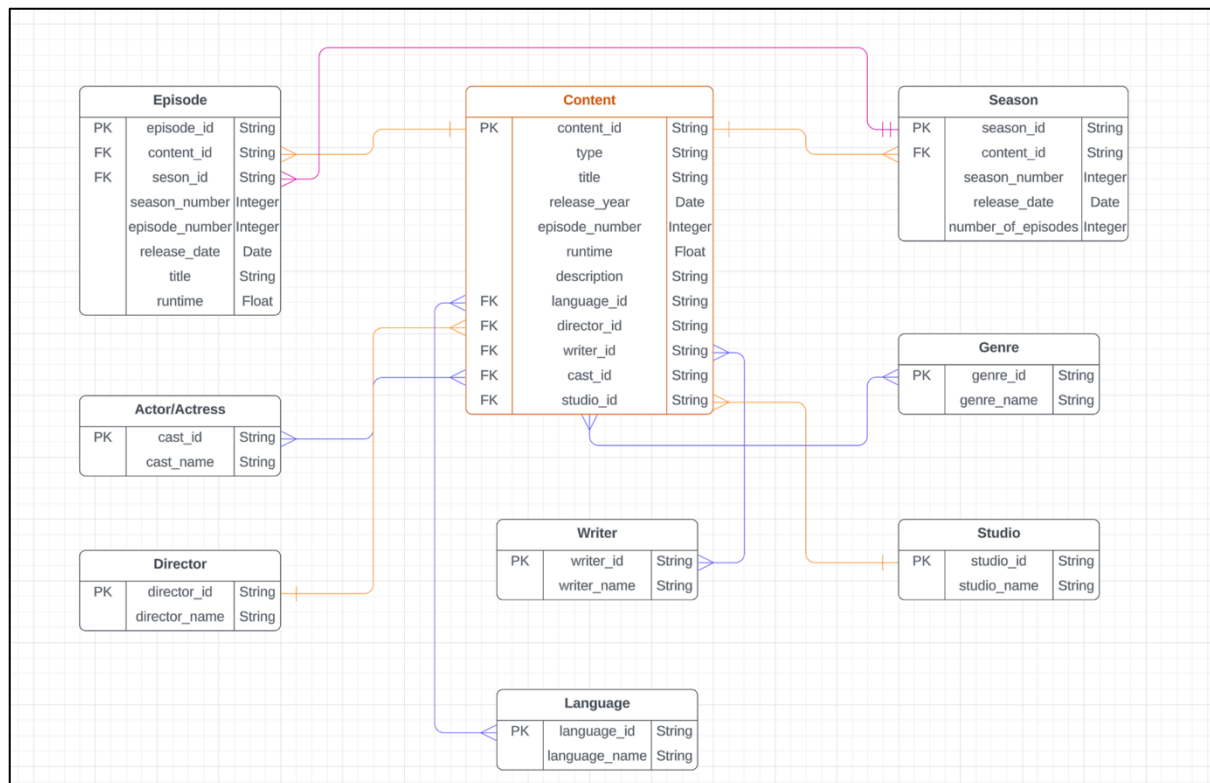 Episode
PK episode_id String
FK content_id String
FK seson_id String
season_number Integer
episode_number Integer
release_date Date
title String
runtime Float
Content
PK content_id String
type String
title String
release_year Date
episode_number Integer
runtime Float
description String
FK language_id String
FK director_id String
FK writer_id String
FK cast_id String
FK studio_id String
Season
PK season_id String
FK content_id String
season_number Integer
release_date Date
number_of_episodes Integer
Genre
PK genre_id String
genre_name String
Actor/Actress
PK cast_id String
cast_name String
Writer
PK writer_id String
writer_name String
Studio
PK studio_id String
studio_name String
Director
PK director_id String
director_name String
Language
PK language_id String
language_name String